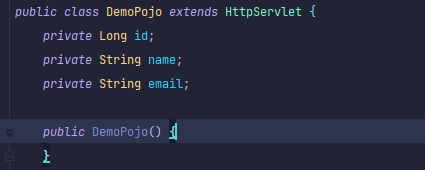 public class DemoPojo extends HttpServlet {
private Long id;
private String name;
private String email;
public DemoPojo() {
}